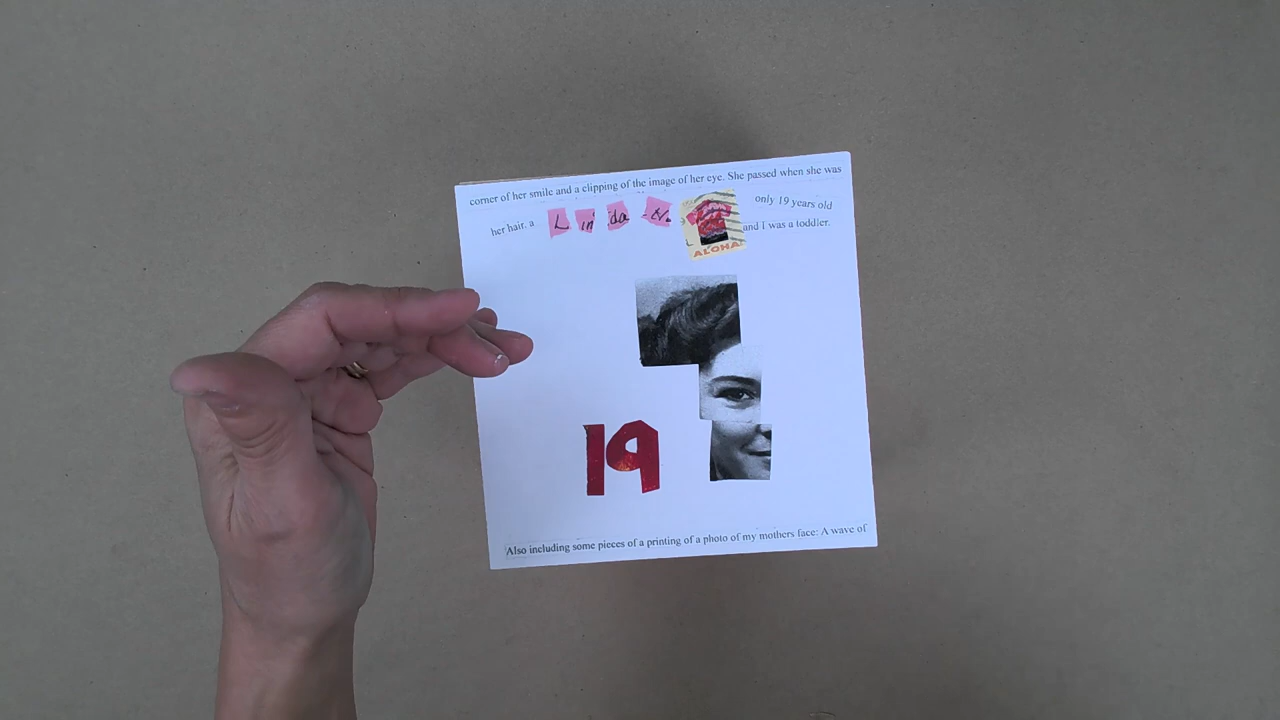 corner of her smile and a clipping of the image of her eye. She passed when she was
only 19 years old
her hair. a
L in da
and I was a toddler.
L
ALOHA
19
Also including some pieces of a printing of a photo of my mothers face: A wave of